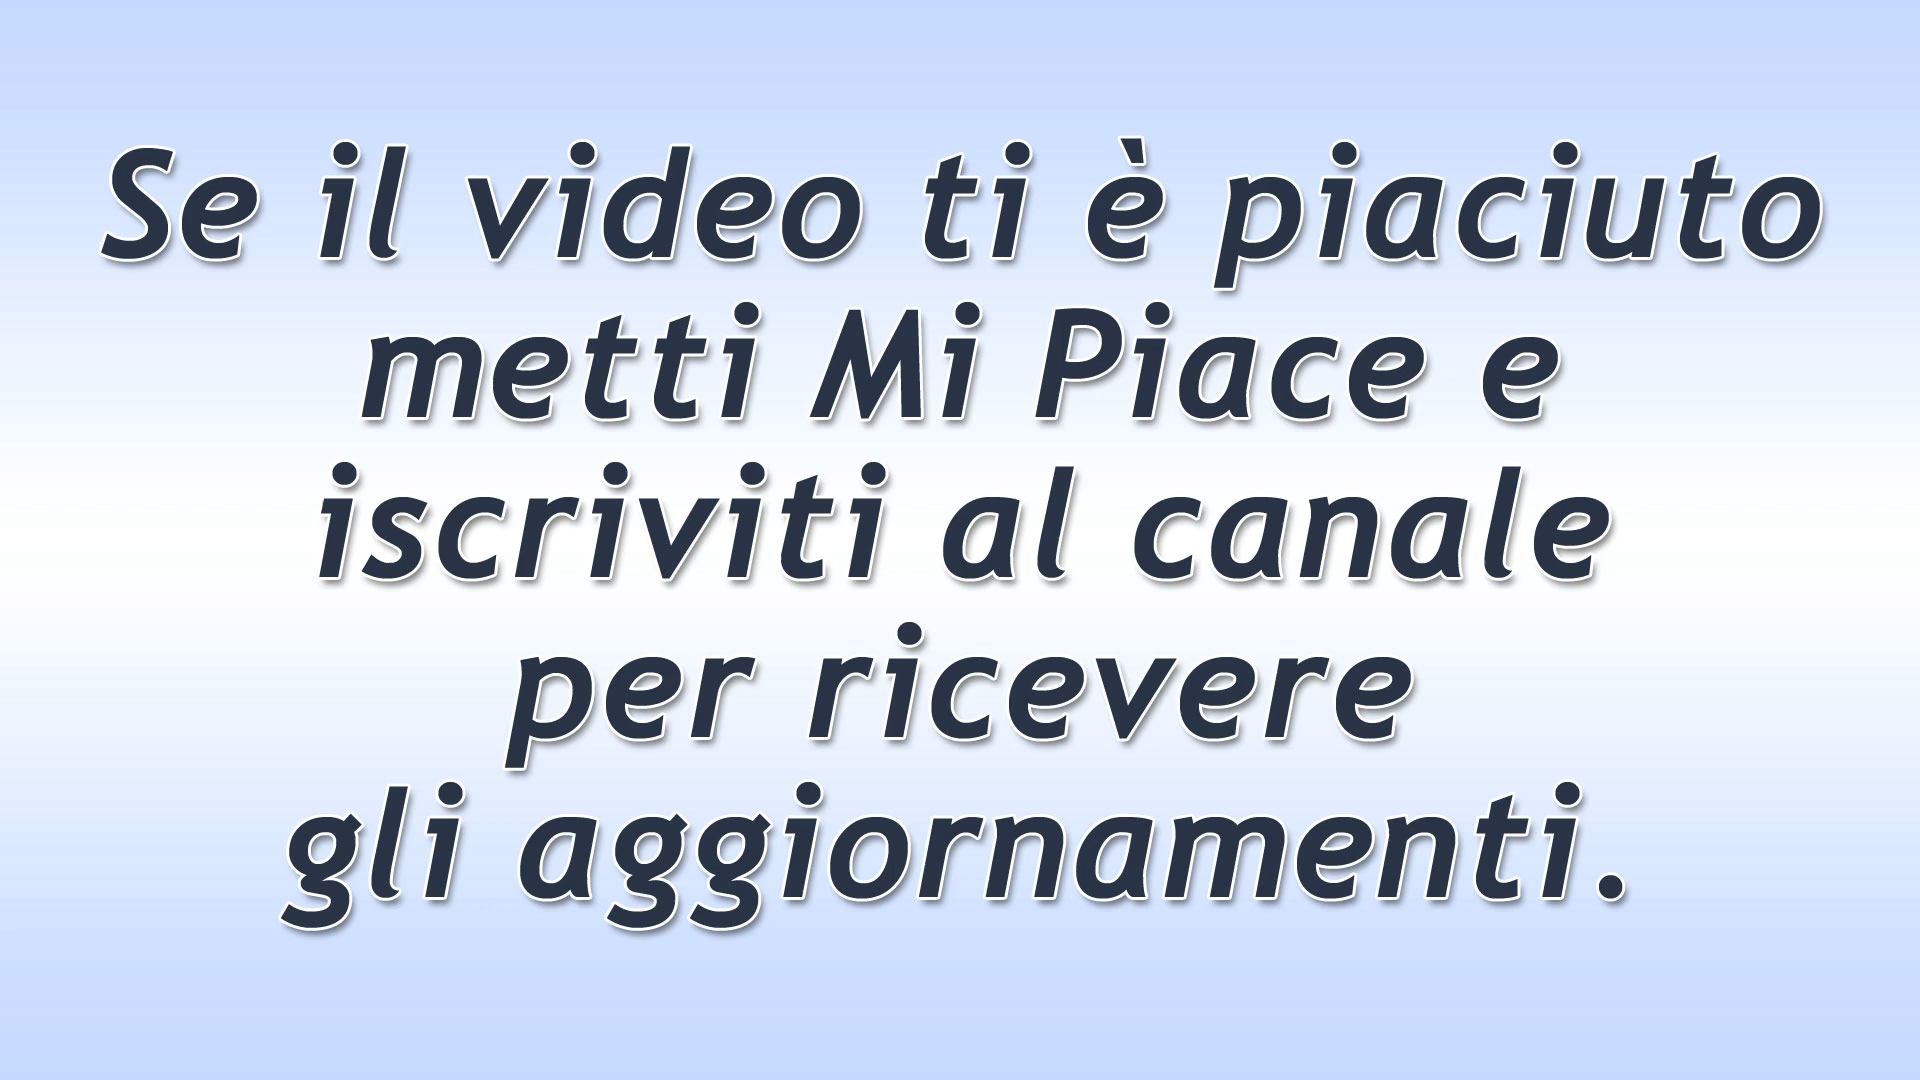 Se il video ti è piaciuto
metti Mi Piace e
iscriviti al canale
per ricevere
gli aggiornamenti.